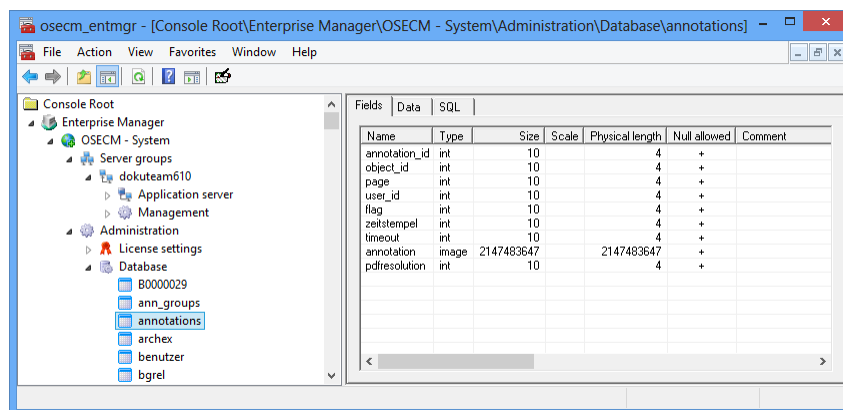 osecm_entmgr - [Console Root\Enterprise Manager\OSECM - System\Administration\Database\annotations]
File Action View Favorites Window Help
Console Root
Enterprise Manager
OSECM - System
Server groups
dokuteam610
Application server
Management
Administration
License settings
Database
B0000029
ann_groups
annotations
archex
benutzer
bgrel
Fields Data SQL
Name Type Size Scale Physical length Null allowed Comment
annotation_id int 10 4 +
object_id int 10 4 +
page int 10 4 +
user_id int 10 4 +
flag int 10 4 +
zeitstempel int 10 4 +
timeout int 10 4 +
annotation image 2147483647 2147483647 +
pdfresolution int 10 4 +